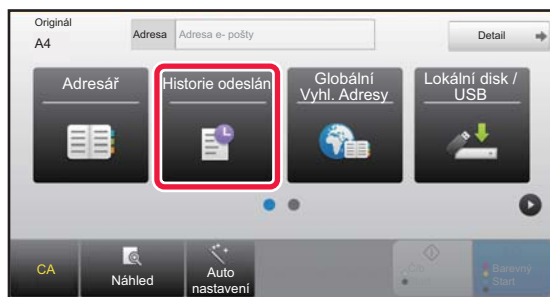 Originál
A4
Adresa
Adresa e- pošty
Detail
Adresář
Historie odeslán
Globální
Vyhl. Adresy
Lokální disk /
USB
CA
Náhled
Auto
nastavení
Č/b
Start
Barevný
Start